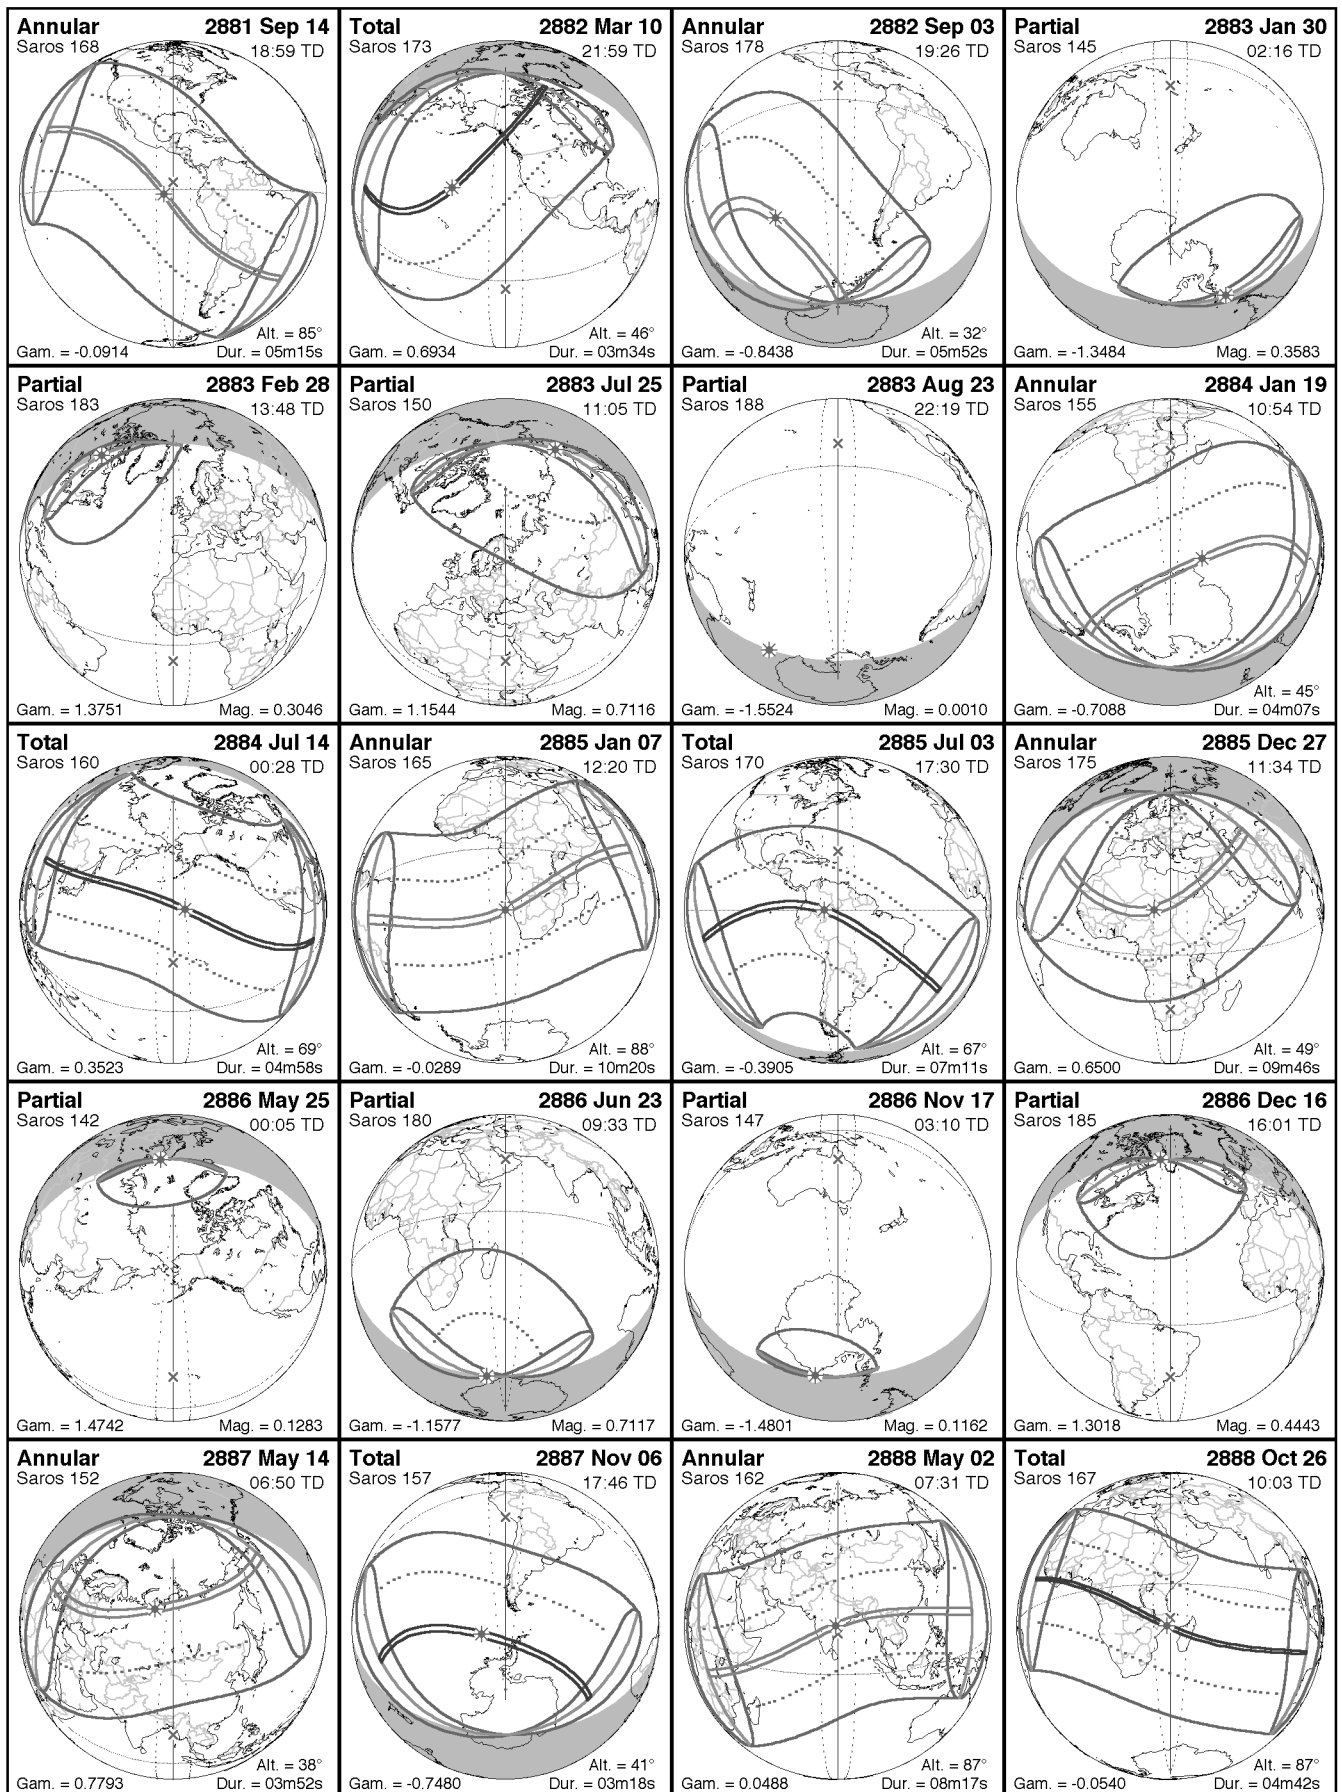 Annular 2881 Sep 14
Saros 168 18:59 TD
Alt. = 85°
Gam. = -0.0914 Dur. = 05m15s
Total 2882 Mar 10
Saros 173 21:59 TD
Alt. = 46°
Gam. = 0.6934 Dur. = 03m34s
Annular 2882 Sep 03
Saros 178 19:26 TD
Alt. = 32°
Gam. = -0.8438 Dur. = 05m52s
Partial 2883 Jan 30
Saros 145 02:16 TD
Gam. = -1.3484 Mag. = 0.3583
Partial 2883 Feb 28
Saros 183 13:48 TD
Gam. = 1.3751 Mag. = 0.3046
Partial 2883 Jul 25
Saros 150 11:05 TD
Gam. = 1.1544 Mag. = 0.7116
Partial 2883 Aug 23
Saros 188 22:19 TD
Gam. = -1.5524 Mag. = 0.0010
Annular 2884 Jan 19
Saros 155 10:54 TD
Alt. = 45°
Gam. = -0.7088 Dur. = 04m07s
Total 2884 Jul 14
Saros 160 00:28 TD
Alt. = 69°
Gam. = 0.3523 Dur. = 04m58s
Annular 2885 Jan 07
Saros 165 12:20 TD
Alt. = 88°
Gam. = -0.0289 Dur. = 10m20s
Total 2885 Jul 03
Saros 170 17:30 TD
Alt. = 67°
Gam. = -0.3905 Dur. = 07m11s
Annular 2885 Dec 27
Saros 175 11:34 TD
Alt. = 49°
Gam. = 0.6500 Dur. = 09m46s
Partial 2886 May 25
Saros 142 00:05 TD
Gam. = 1.4742 Mag. = 0.1283
Partial 2886 Jun 23
Saros 180 09:33 TD
Gam. = -1.1577 Mag. = 0.7117
Partial 2886 Nov 17
Saros 147 03:10 TD
Gam. = -1.4801 Mag. = 0.1162
Partial 2886 Dec 16
Saros 185 16:01 TD
Gam. = 1.3018 Mag. = 0.4443
Annular 2887 May 14
Saros 152 06:50 TD
Alt. = 38°
Gam. = 0.7793 Dur. = 03m52s
Total 2887 Nov 06
Saros 157 17:46 TD
Alt. = 41°
Gam. = -0.7480 Dur. = 03m18s
Annular 2888 May 02
Saros 162 07:31 TD
Alt. = 87°
Gam. = 0.0488 Dur. = 08m17s
Total 2888 Oct 26
Saros 167 10:03 TD
Alt. = 87°
Gam. = -0.0540 Dur. = 04m42s